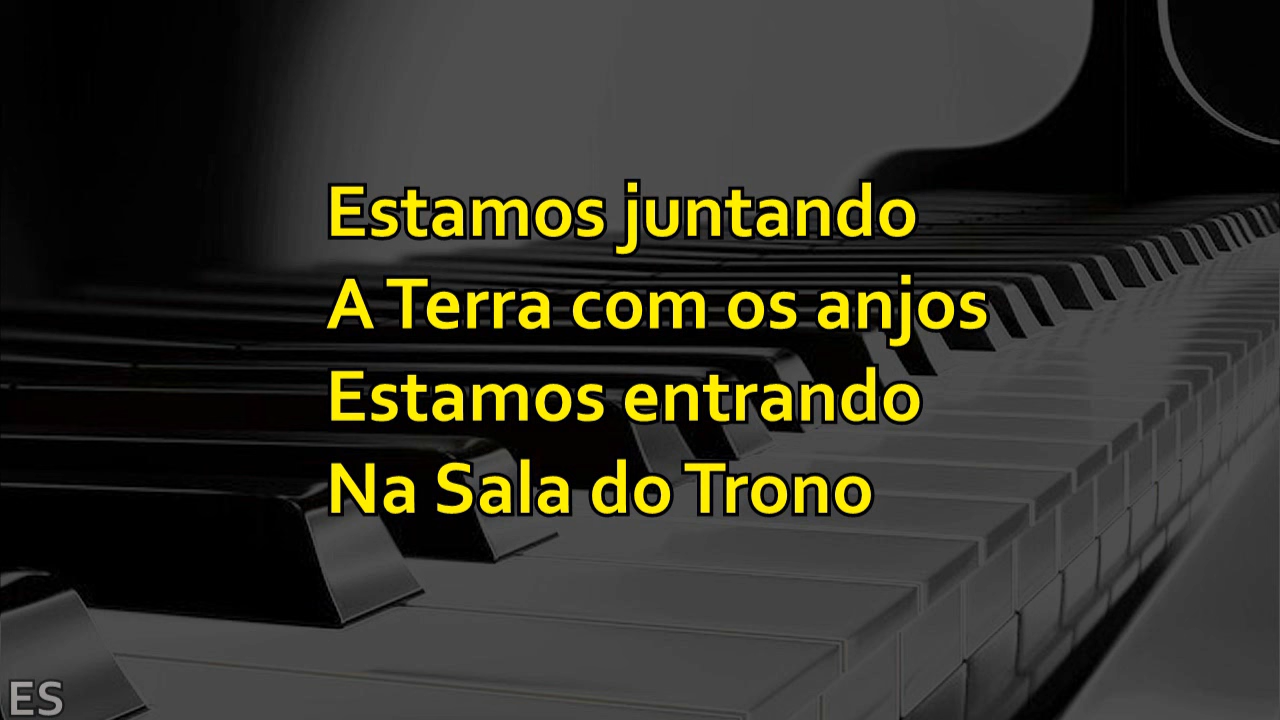 Estamos juntando
A Terra com os anjos
Estamos entrando
Na Sala do Trono
ES